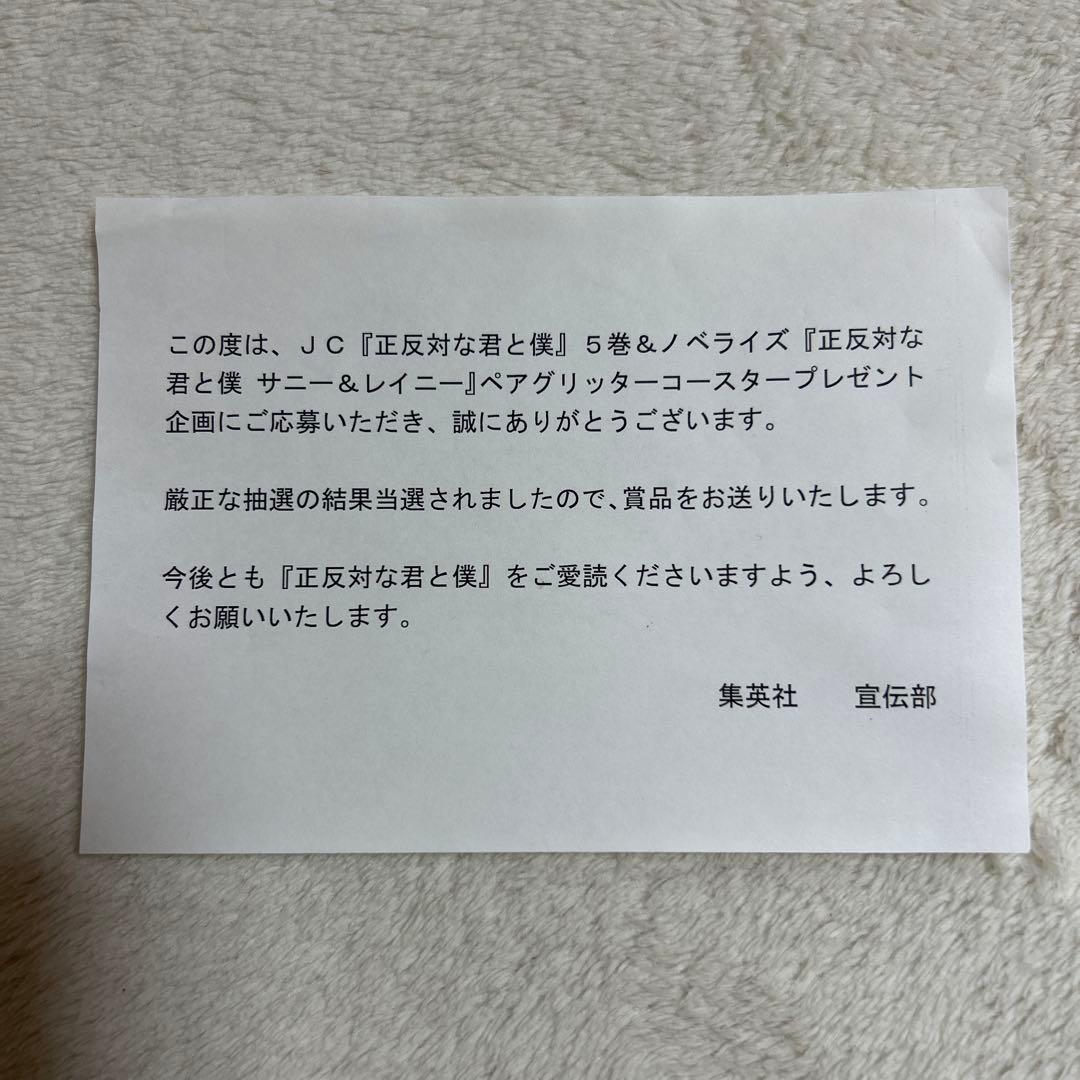 この度は、ＪＣ『正反対な君と僕』５巻＆ノベライズ『正反対な
君と僕 サニー＆レイニー』ペアグリッターコースタープレゼント
企画にご応募いただき、誠にありがとうございます。
厳正な抽選の結果当選されましたので、賞品をお送りいたします。
今後とも『正反対な君と僕』をご愛読くださいますよう、よろし
くお願いいたします。
集英社　　宣伝部